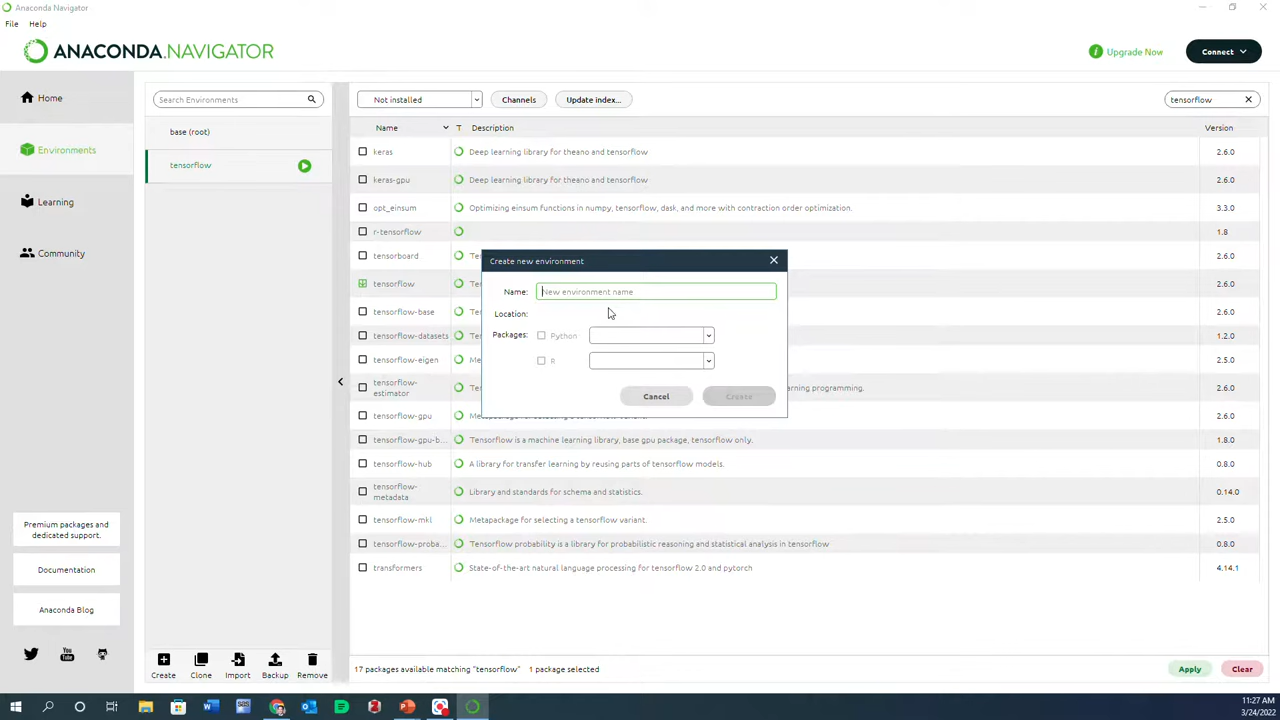 Anaconda Navigator
File Help
ANACONDA.NAVIGATOR
i Upgrade Now
Connect
Home
Environments
Learning
Community
Premium packages and
dedicated support.
Documentation
Anaconda Blog
Search Environments
base (root)
tensorflow
Create Clone Import Backup Remove
Not installed Channels Update index... tensorflow
Name T Description Version
keras Deep learning library for theano and tensorflow 2.6.0
keras-gpu Deep learning library for theano and tensorflow 2.6.0
opt_einsum Optimizing einsum functions in numpy, tensorflow, dask, and more with contraction order optimization. 3.3.0
r-tensorflow 1.8
tensorboard
tensorflow
tensorflow-base
tensorflow-datasets 1.2.0
tensorflow-eigen 2.5.0
tensorflow-
estimator arning programming. 2.6.0
tensorflow-gpu 2.6.0
tensorflow-gpu-b... Tensorflow is a machine learning library, base gpu package, tensorflow only. 1.8.0
tensorflow-hub A library for transfer learning by reusing parts of tensorflow models. 0.8.0
tensorflow-
metadata Library and standards for schema and statistics. 0.14.0
tensorflow-mkl Metapackage for selecting a tensorflow variant. 2.5.0
tensorflow-proba... Tensorflow probability is a library for probabilistic reasoning and statistical analysis in tensorflow 0.8.0
transformers State-of-the-art natural language processing for tensorflow 2.0 and pytorch 4.14.1
17 packages available matching "tensorflow" 1 package selected
Apply Clear
Create new environment
Name: New environment name
Location:
Packages: Python
R
Cancel Create
11:27 AM
3/24/2022